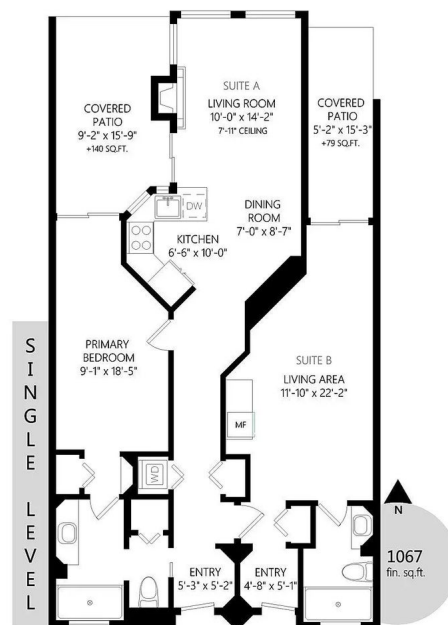 SUITE A
LIVING ROOM
10'-0" x 14'-2"
7'-11" CEILING
COVERED
PATIO
9'-2" x 15'-9"
+140 SQ.FT.
COVERED
PATIO
5'-2" x 15'-3"
+79 SQ.FT.
DW
DINING
ROOM
7'-0" x 8'-7"
KITCHEN
6'-6" x 10'-0"
PRIMARY
BEDROOM
9'-1" x 18'-5"
SUITE B
LIVING AREA
11'-10" x 22'-2"
MF
WD
SINGLE LEVEL
N
1067
fin. sq.ft.
ENTRY
5'-3" x 5'-2"
ENTRY
4'-8" x 5'-1"